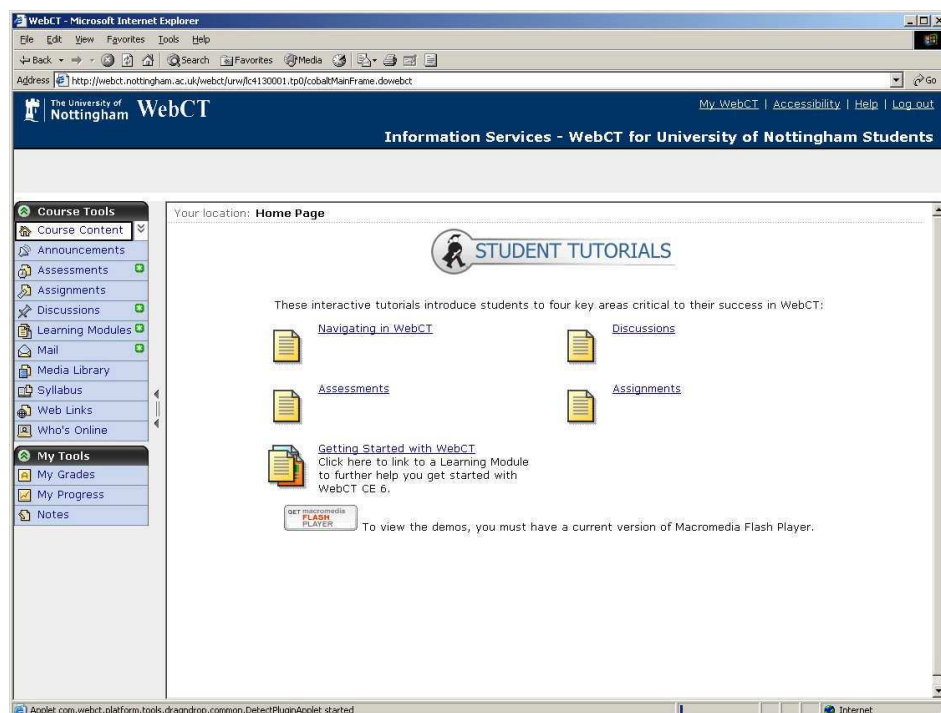 WebCT - Microsoft Internet Explorer
File Edit View Favorites Tools Help
Back Search Favorites Media
Address http://webct.nottingham.ac.uk/webct/urw/lc4130001.tp0/cobaltMainFrame.dowebct Go
The University of Nottingham WebCT
My WebCT | Accessibility | Help | Log out
Information Services - WebCT for University of Nottingham Students
Course Tools
Course Content
Announcements
Assessments
Assignments
Discussions
Learning Modules
Mail
Media Library
Syllabus
Web Links
Who's Online
My Tools
My Grades
My Progress
Notes
Your location: Home Page
STUDENT TUTORIALS
These interactive tutorials introduce students to four key areas critical to their success in WebCT:
Navigating in WebCT
Discussions
Assessments
Assignments
Getting Started with WebCT
Click here to link to a Learning Module
to further help you get started with
WebCT CE 6.
GET macromedia
FLASH
PLAYER
To view the demos, you must have a current version of Macromedia Flash Player.
Applet com.webct.platform.tools.dragndrop.common.DetectPluginApplet started
Internet